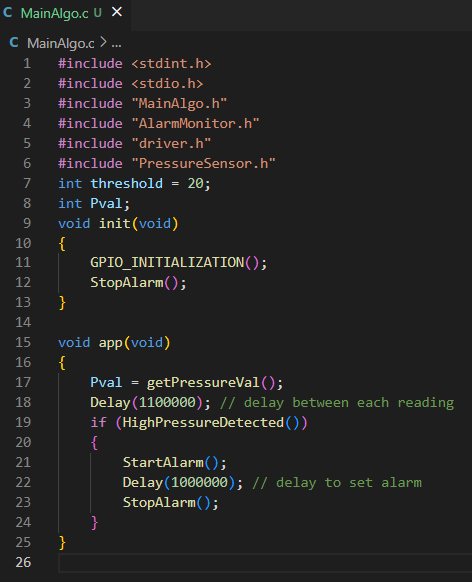 MainAlgo.c U ×
MainAlgo.c > ...
1 #include <stdint.h>
2 #include <stdio.h>
3 #include "MainAlgo.h"
4 #include "AlarmMonitor.h"
5 #include "driver.h"
6 #include "PressureSensor.h"
7 int threshold = 20;
8 int Pval;
9 void init(void)
10 {
11     GPIO_INITIALIZATION();
12     StopAlarm();
13 }
14
15 void app(void)
16 {
17     Pval = getPressureVal();
18     Delay(1100000); // delay between each reading
19     if (HighPressureDetected())
20     {
21         StartAlarm();
22         Delay(1000000); // delay to set alarm
23         StopAlarm();
24     }
25 }
26